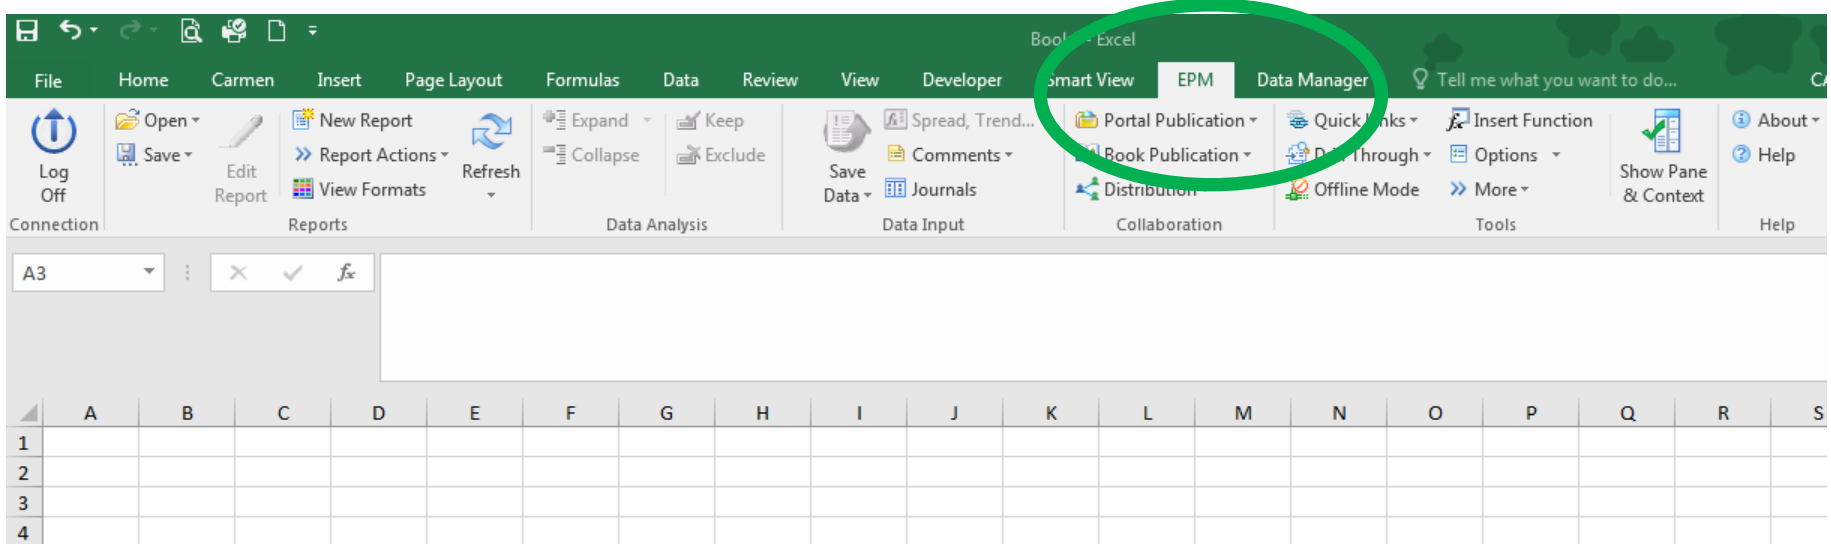 Book - Excel
File Home Carmen Insert Page Layout Formulas Data Review View Developer Smart View EPM Data Manager Tell me what you want to do... CA
Log Off
Connection
Open
Save
Edit Report
New Report
Report Actions
View Formats
Refresh
Reports
Expand
Collapse
Keep
Exclude
Data Analysis
Save Data
fx Spread, Trend...
Comments
Journals
Data Input
Portal Publication
Book Publication
Distribution
Collaboration
Quick Links
Drill Through
Offline Mode
fx Insert Function
Options
More
Tools
Show Pane & Context
About
Help
Help
A3 fx
A B C D E F G H I J K L M N O P Q R S
1
2
3
4